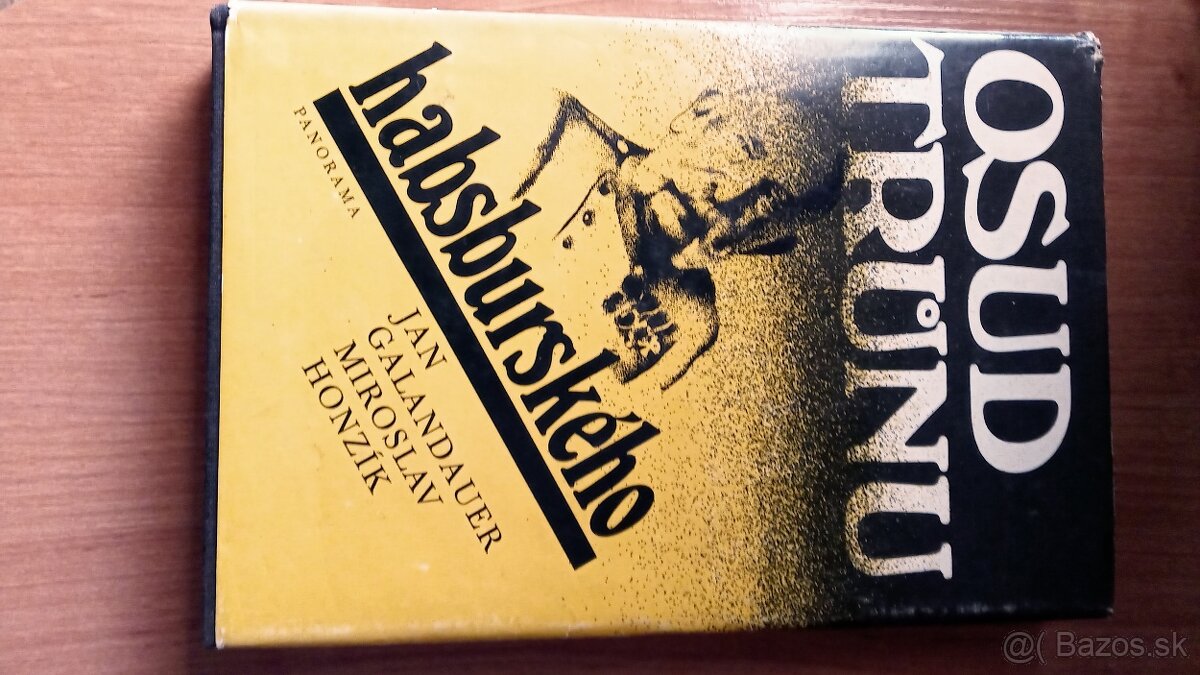 OSUD
TRŮNU
habsburského
JAN
GALANDAUER
MIROSLAV
HONZÍK
PANORAMA
@( Bazos.sk